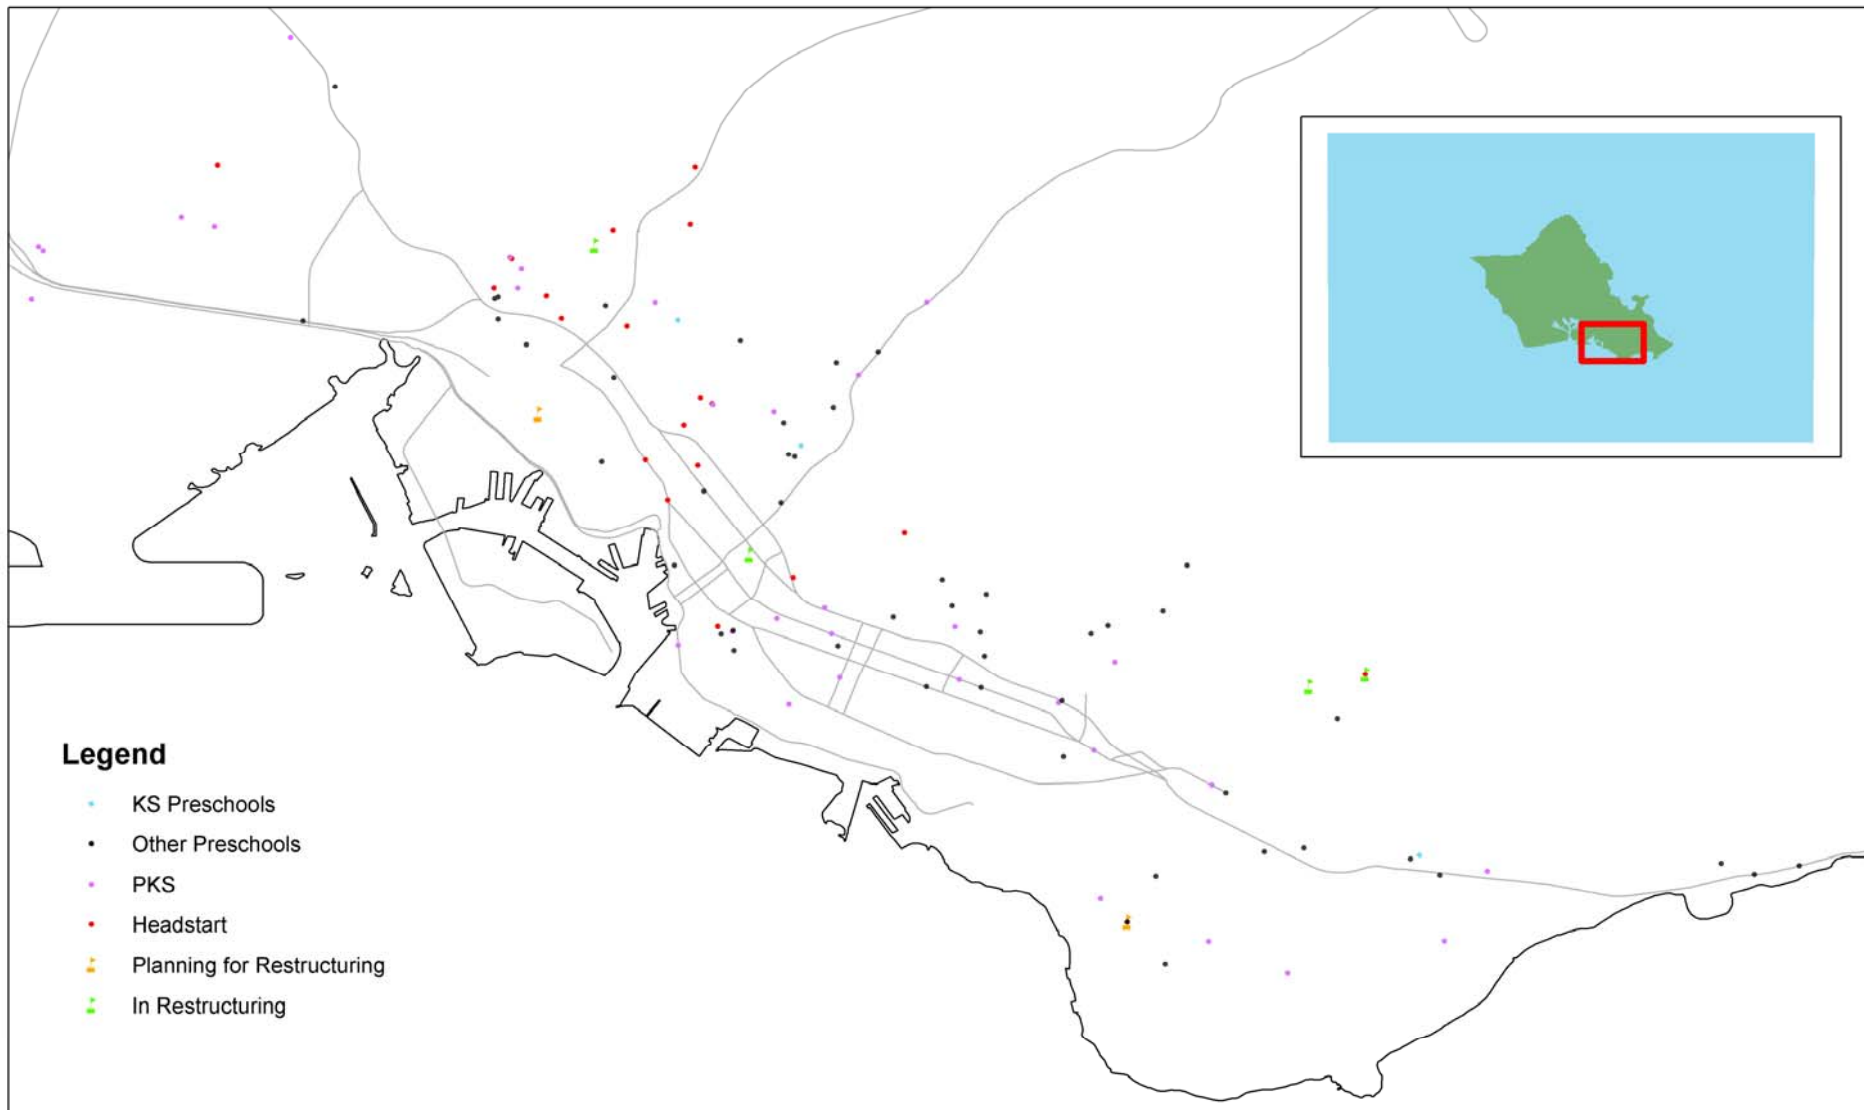 Legend
KS Preschools
Other Preschools
PKS
Headstart
Planning for Restructuring
In Restructuring